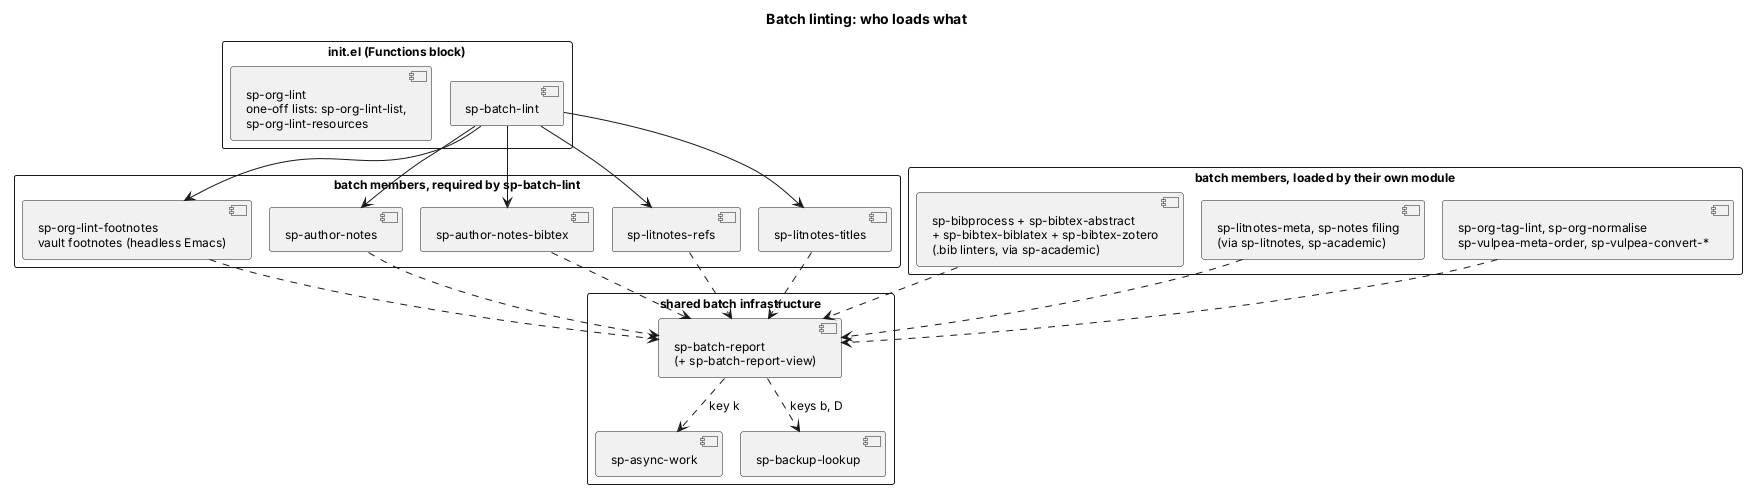 Batch linting: who loads what
init.el (Functions block)
sp-org-lint
one-off lists: sp-org-lint-list,
sp-org-lint-resources
sp-batch-lint
batch members, required by sp-batch-lint
sp-org-lint-footnotes
vault footnotes (headless Emacs)
sp-author-notes
sp-author-notes-bibtex
sp-litnotes-refs
sp-litnotes-titles
batch members, loaded by their own module
sp-bibprocess + sp-bibtex-abstract
+ sp-bibtex-biblatex + sp-bibtex-zotero
(.bib linters, via sp-academic)
sp-litnotes-meta, sp-notes filing
(via sp-litnotes, sp-academic)
sp-org-tag-lint, sp-org-normalise
sp-vulpea-meta-order, sp-vulpea-convert-*
shared batch infrastructure
sp-batch-report
(+ sp-batch-report-view)
key k
keys b, D
sp-async-work
sp-backup-lookup